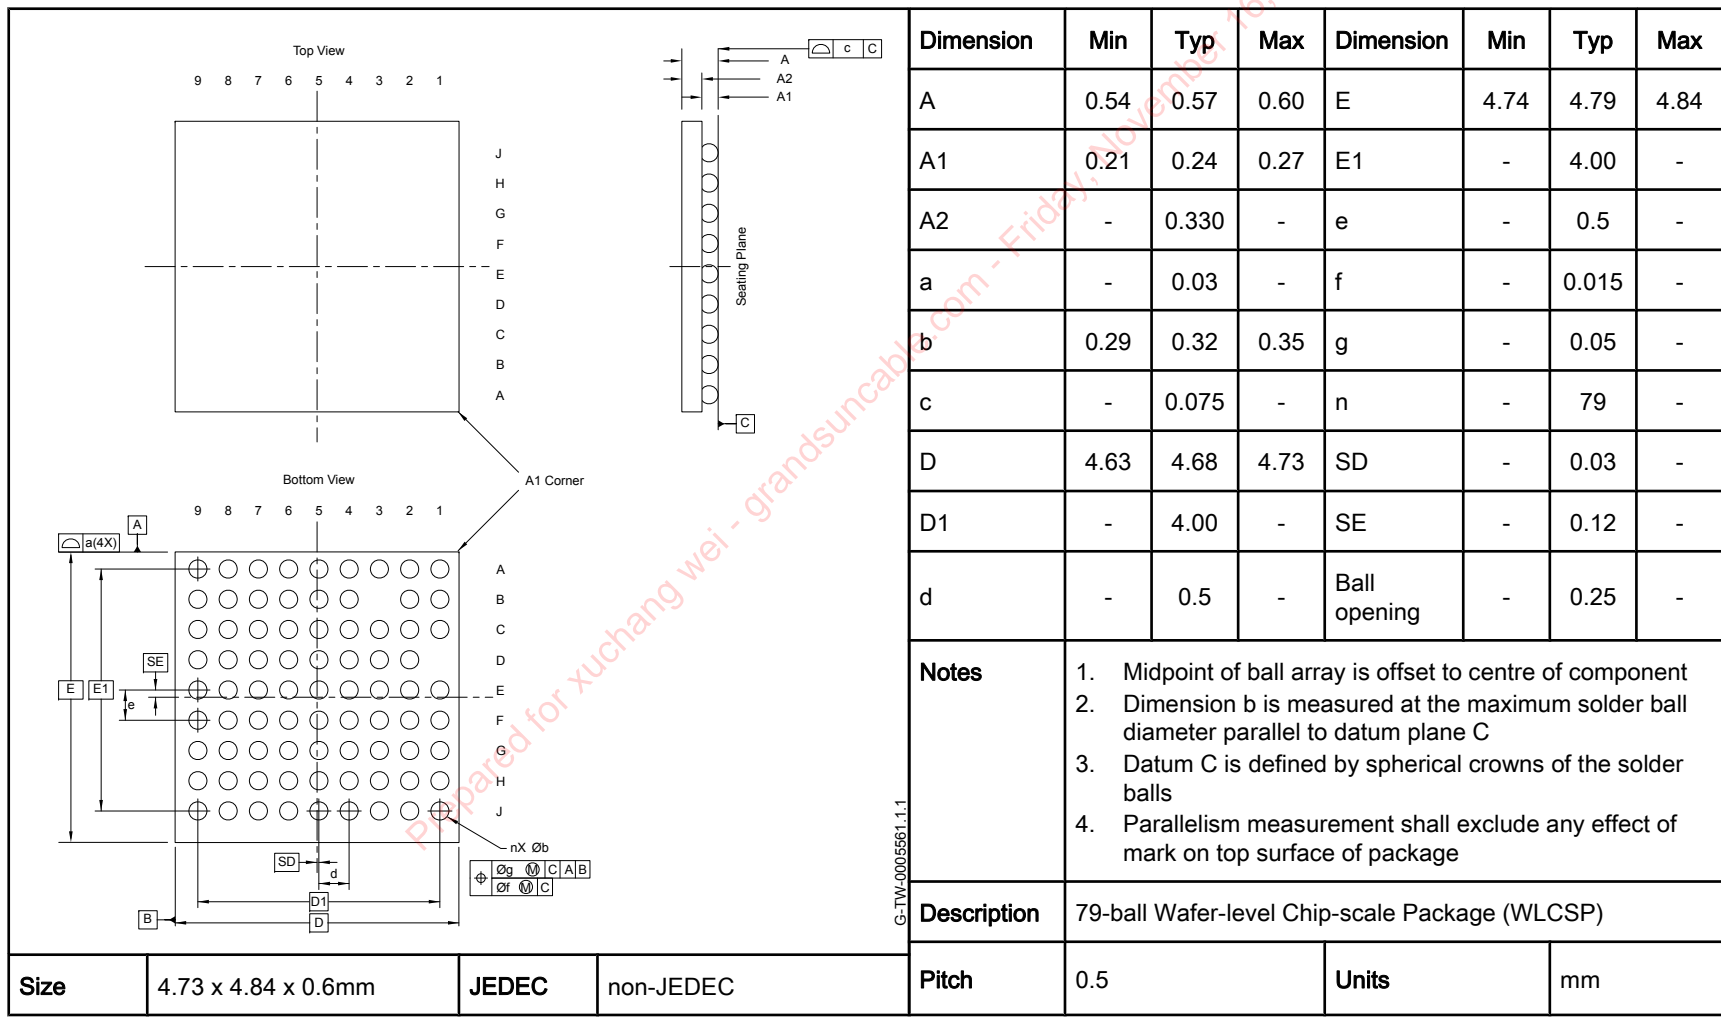 Top View
9 8 7 6 5 4 3 2 1
J
H
G
F
E
D
C
B
A
A1 Corner
c C
A
A2
A1
Seating Plane
C
Bottom View
9 8 7 6 5 4 3 2 1
A
a(4X)
A
B
C
D
E
F
G
H
J
SE
E E1
e
SD
d
D1
B
D
nX Øb
Øg M C A B
Øf M C
G-TW-0005561.1.1
Size 4.73 x 4.84 x 0.6mm JEDEC non-JEDEC
Dimension Min Typ Max Dimension Min Typ Max
A 0.54 0.57 0.60 E 4.74 4.79 4.84
A1 0.21 0.24 0.27 E1 - 4.00 -
A2 - 0.330 - e - 0.5 -
a - 0.03 - f - 0.015 -
b 0.29 0.32 0.35 g - 0.05 -
c - 0.075 - n - 79 -
D 4.63 4.68 4.73 SD - 0.03 -
D1 - 4.00 - SE - 0.12 -
d - 0.5 - Ball opening - 0.25 -
Notes
1. Midpoint of ball array is offset to centre of component
2. Dimension b is measured at the maximum solder ball
diameter parallel to datum plane C
3. Datum C is defined by spherical crowns of the solder
balls
4. Parallelism measurement shall exclude any effect of
mark on top surface of package
Description 79-ball Wafer-level Chip-scale Package (WLCSP)
Pitch 0.5 Units mm
Prepared for xuchang wei - grandsuncable.com - Friday, November 16,